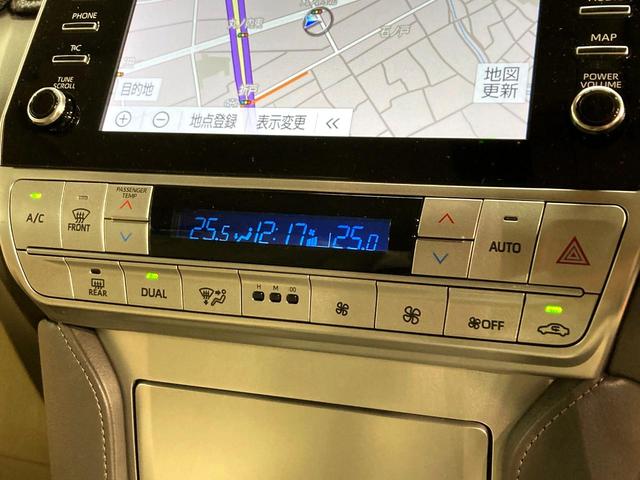 PHONE
T/C
TUNE
SCROLL
目的地
地点登録
表示変更
地図
更新
MAP
POWER
VOLUME
A/C
FRONT
PASSENGER
TEMP
25.5
12:17
25.0
AUTO
REAR
DUAL
H M :00
OFF